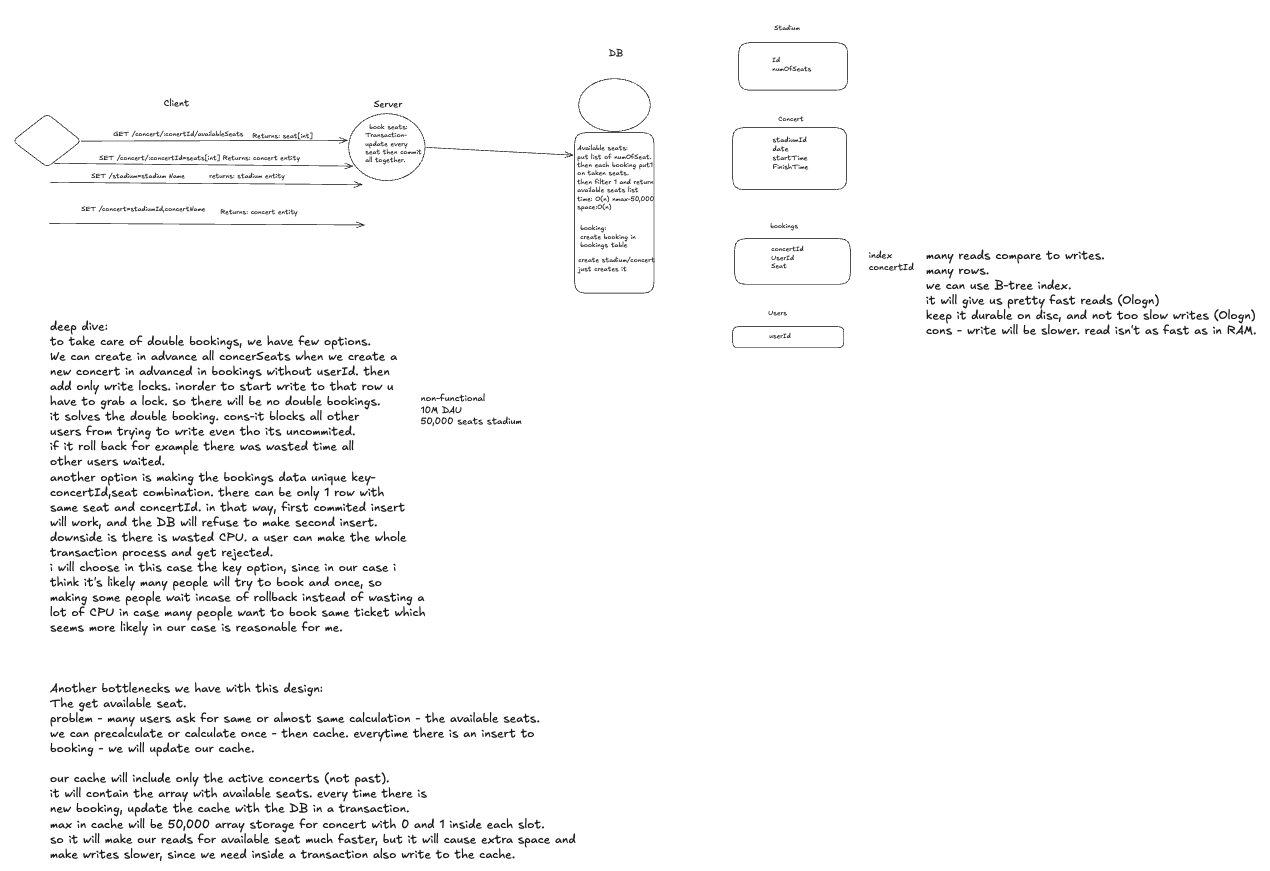 Client
Server
DB
GET /concert/:conertId/availableSeats
Returns: seat[int]
SET /concert/:concertId=seats[int] Returns: concert entity
SET /stadium=stadium Name
returns: stadium entity
SET /concert=stadiumId,concertName
Returns: concert entity
book seats:
Transaction-
update every
seat then commit
all together.
Available seats:
put list of numOfSeat.
then each booking put1
on taken seats.
then filter 1 and return
available seats list
time: O(n) nmax-50,000
space:O(n)
booking:
create booking in
bookings table
create stadium/concert
just creates it
Stadium
Id
numOfSeats
Concert
stadiumId
date
startTime
FinishTime
bookings
concertId
UserId
Seat
index
concertId
many reads compare to writes.
many rows.
we can use B-tree index.
it will give us pretty fast reads (Ologn)
keep it durable on disc, and not too slow writes (Ologn)
cons - write will be slower. read isn't as fast as in RAM.
Users
userId
deep dive:
to take care of double bookings, we have few options.
We can create in advance all concerSeats when we create a
new concert in advanced in bookings without userId. then
add only write locks. inorder to start write to that row u
have to grab a lock. so there will be no double bookings.
it solves the double booking. cons-it blocks all other
users from trying to write even tho its uncommited.
if it roll back for example there was wasted time all
other users waited.
another option is making the bookings data unique key-
concertId,seat combination. there can be only 1 row with
same seat and concertId. in that way, first commited insert
will work, and the DB will refuse to make second insert.
downside is there is wasted CPU. a user can make the whole
transaction process and get rejected.
i will choose in this case the key option, since in our case i
think it's likely many people will try to book and once, so
making some people wait incase of rollback instead of wasting a
lot of CPU in case many people want to book same ticket which
seems more likely in our case is reasonable for me.
non-functional
10M DAU
50,000 seats stadium
Another bottlenecks we have with this design:
The get available seat.
problem - many users ask for same or almost same calculation - the available seats.
we can precalculate or calculate once - then cache. everytime there is an insert to
booking - we will update our cache.
our cache will include only the active concerts (not past).
it will contain the array with available seats. every time there is
new booking, update the cache with the DB in a transaction.
max in cache will be 50,000 array storage for concert with 0 and 1 inside each slot.
so it will make our reads for available seat much faster, but it will cause extra space and
make writes slower, since we need inside a transaction also write to the cache.